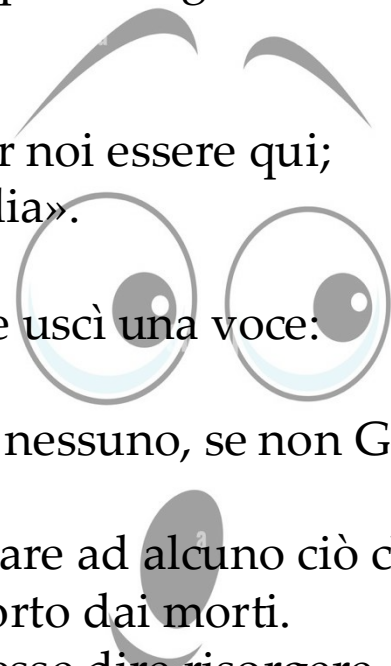 r noi essere qui;
lia».
e uscì una voce:
nessuno, se non G
are ad alcuno ciò c
orto dai morti.